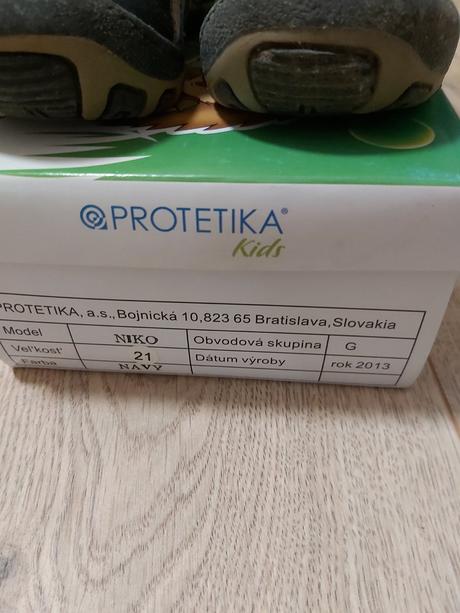 PROTETIKA®
Kids
PROTETIKA, a.s., Bojnická 10, 823 65 Bratislava, Slovakia
Model NIKO Obvodová skupina G
Veľkosť 21 Dátum výroby rok 2013
Farba NAVY